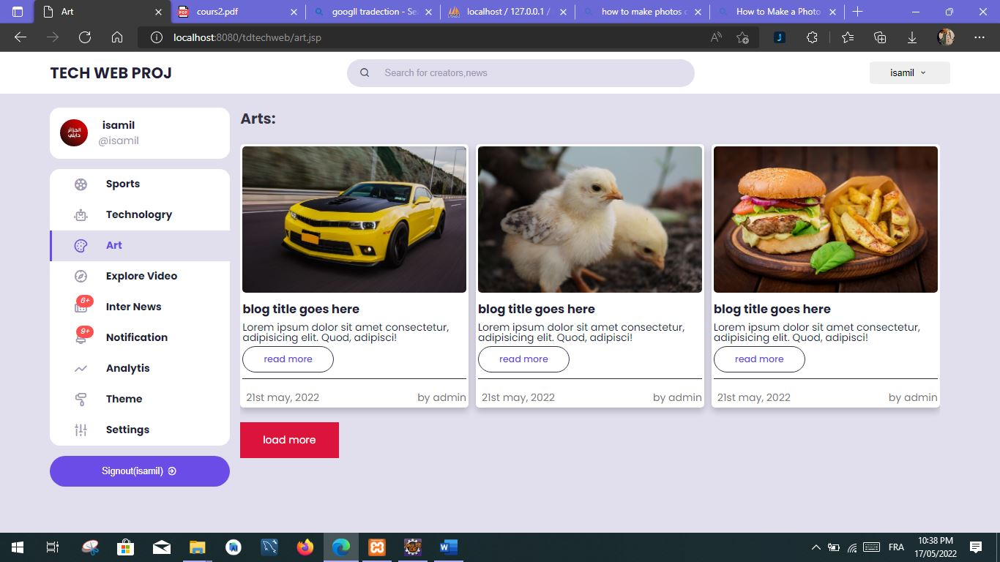 Art
cours2.pdf
googll tradection - Se
localhost / 127.0.0.1 /
how to make photos
How to Make a Photo
localhost:8080/tdtechweb/art.jsp
TECH WEB PROJ
Search for creators,news
isamil
الجزائر
دايلي
isamil
@isamil
Sports
Technologry
Art
Explore Video
6+
Inter News
9+
Notification
Analytis
Theme
Settings
Signout(isamil)
Arts:
blog title goes here
Lorem ipsum dolor sit amet consectetur,
adipisicing elit. Quod, adipisci!
read more
21st may, 2022 by admin
blog title goes here
Lorem ipsum dolor sit amet consectetur,
adipisicing elit. Quod, adipisci!
read more
21st may, 2022 by admin
blog title goes here
Lorem ipsum dolor sit amet consectetur,
adipisicing elit. Quod, adipisci!
read more
21st may, 2022 by admin
load more
FRA
10:38 PM
17/05/2022